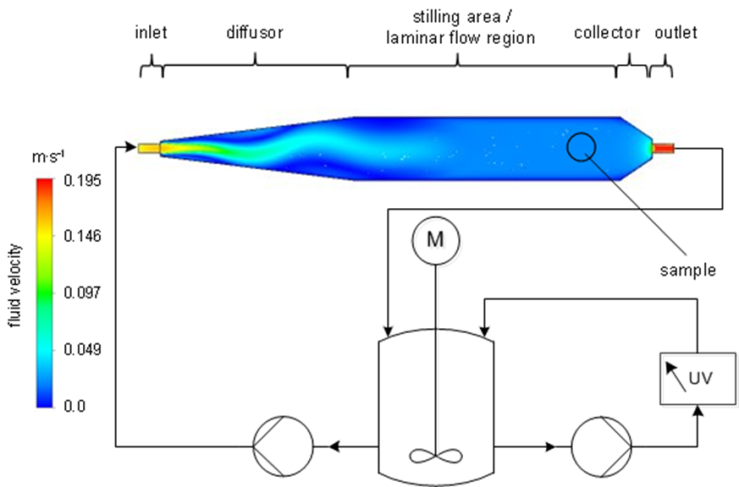 inlet
diffusor
stilling area /
laminar flow region
collector
outlet
m·s⁻¹
0.195
0.146
0.097
0.049
0.0
fluid velocity
M
sample
UV